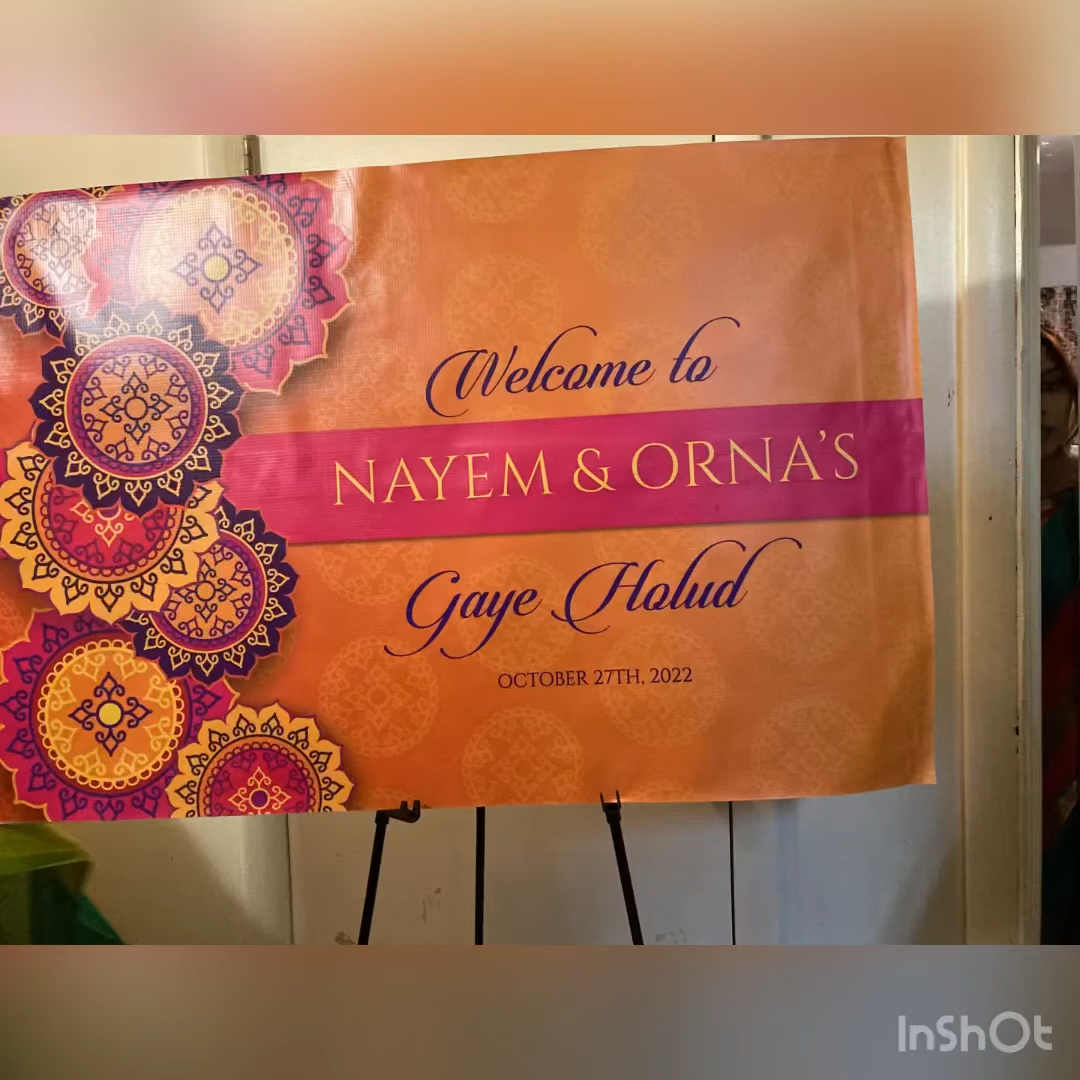 Welcome to
NAYEM & ORNA'S
Gaye Holud
OCTOBER 27TH, 2022
InShOt